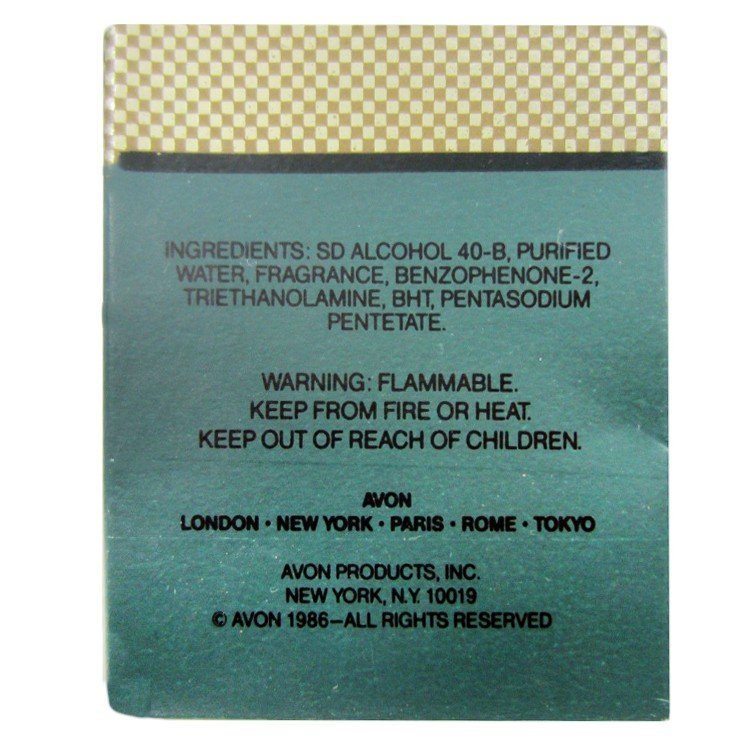 INGREDIENTS: SD ALCOHOL 40-B, PURIFIED
WATER, FRAGRANCE, BENZOPHENONE-2,
TRIETHANOLAMINE, BHT, PENTASODIUM
PENTETATE.
WARNING: FLAMMABLE.
KEEP FROM FIRE OR HEAT.
KEEP OUT OF REACH OF CHILDREN.
AVON
LONDON • NEW YORK • PARIS • ROME • TOKYO
AVON PRODUCTS, INC.
NEW YORK, N.Y. 10019
© AVON 1986–ALL RIGHTS RESERVED